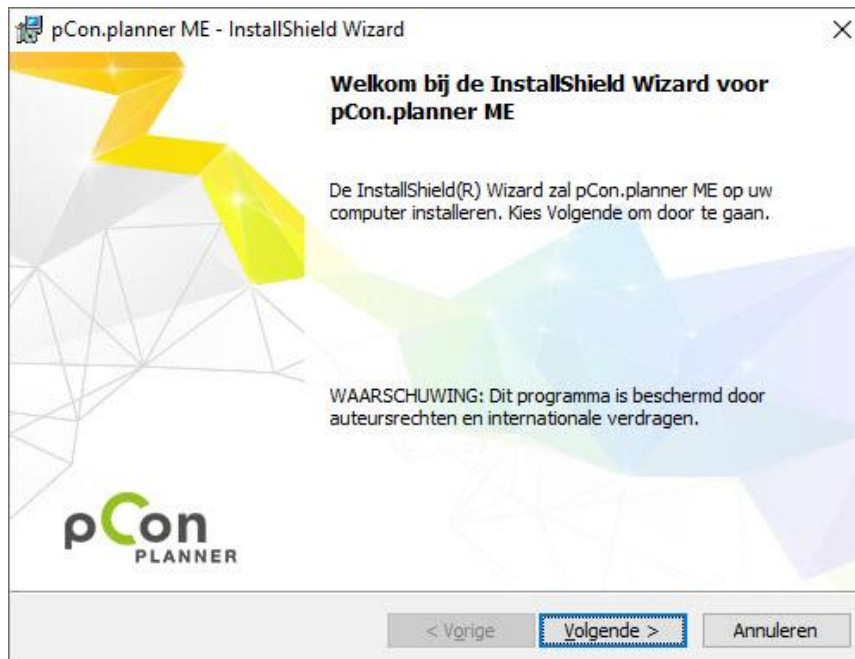 pCon.planner ME - InstallShield Wizard
Welkom bij de InstallShield Wizard voor
pCon.planner ME
De InstallShield(R) Wizard zal pCon.planner ME op uw
computer installeren. Kies Volgende om door te gaan.
WAARSCHUWING: Dit programma is beschermd door
auteursrechten en internationale verdragen.
pCon
PLANNER
< Vorige
Volgende >
Annuleren